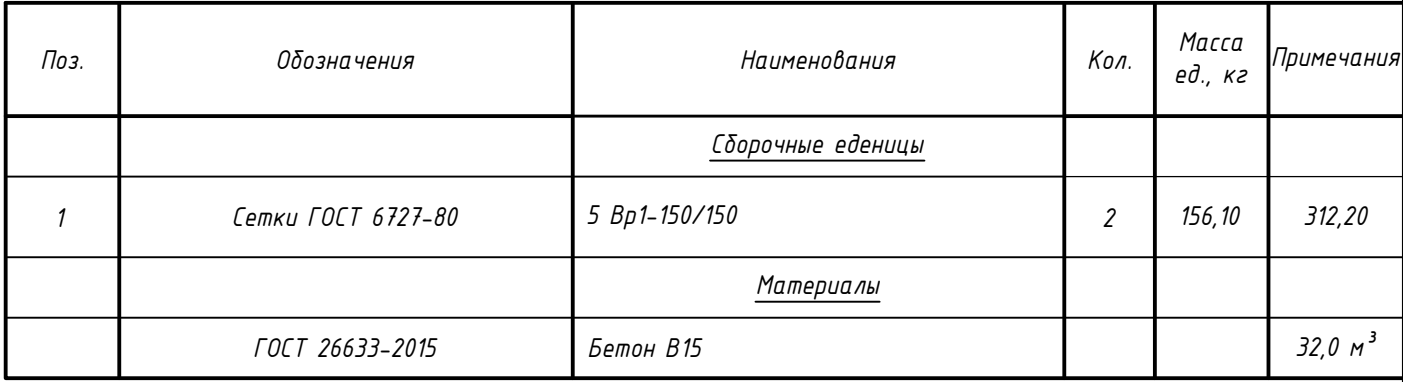 Поз. Обозначения Наименования Кол. Масса ед., кг Примечания
Сборочные еденицы
1 Сетки ГОСТ 6727-80 5 Вр1-150/150 2 156,10 312,20
Материалы
ГОСТ 26633-2015 Бетон В15 32,0 м³